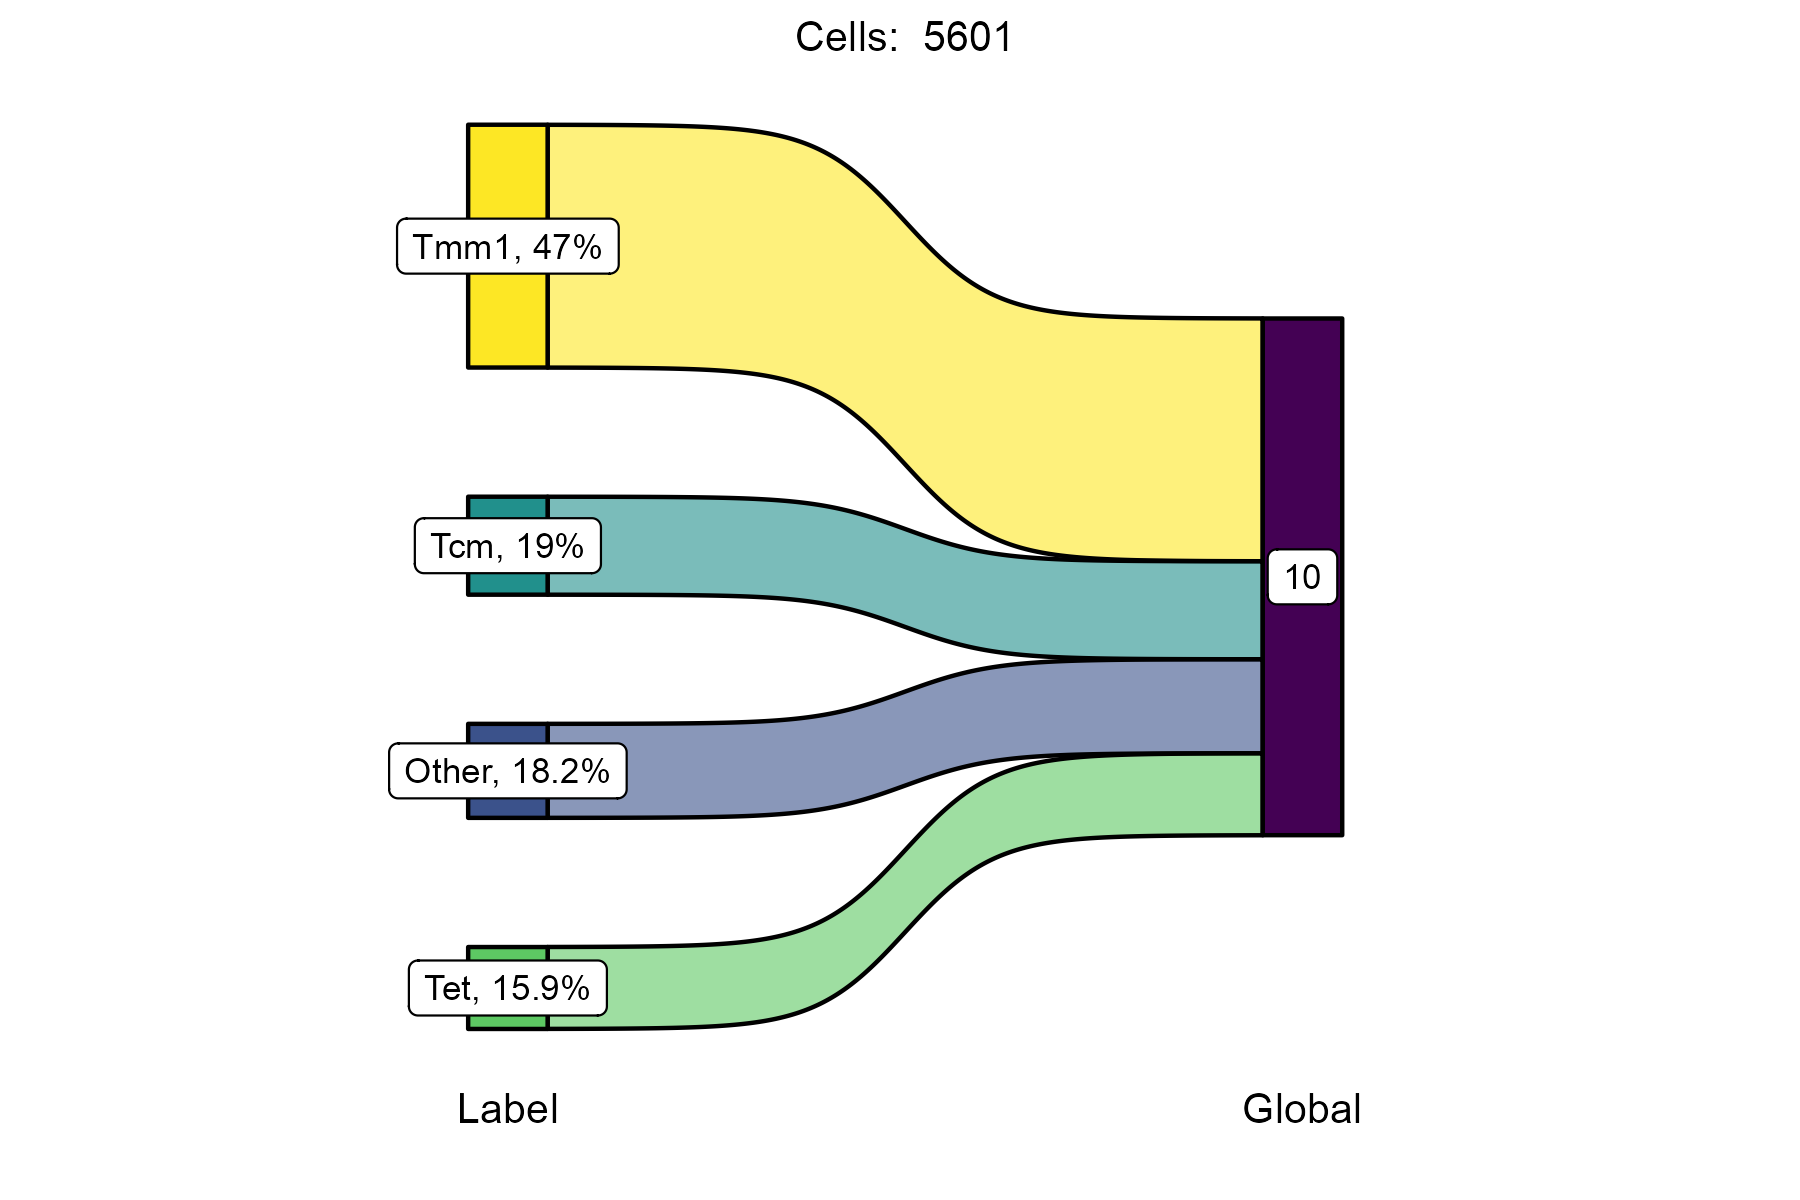 Cells:  5601
Tmm1, 47%
Tcm, 19%
10
Other, 18.2%
Tet, 15.9%
Label
Global